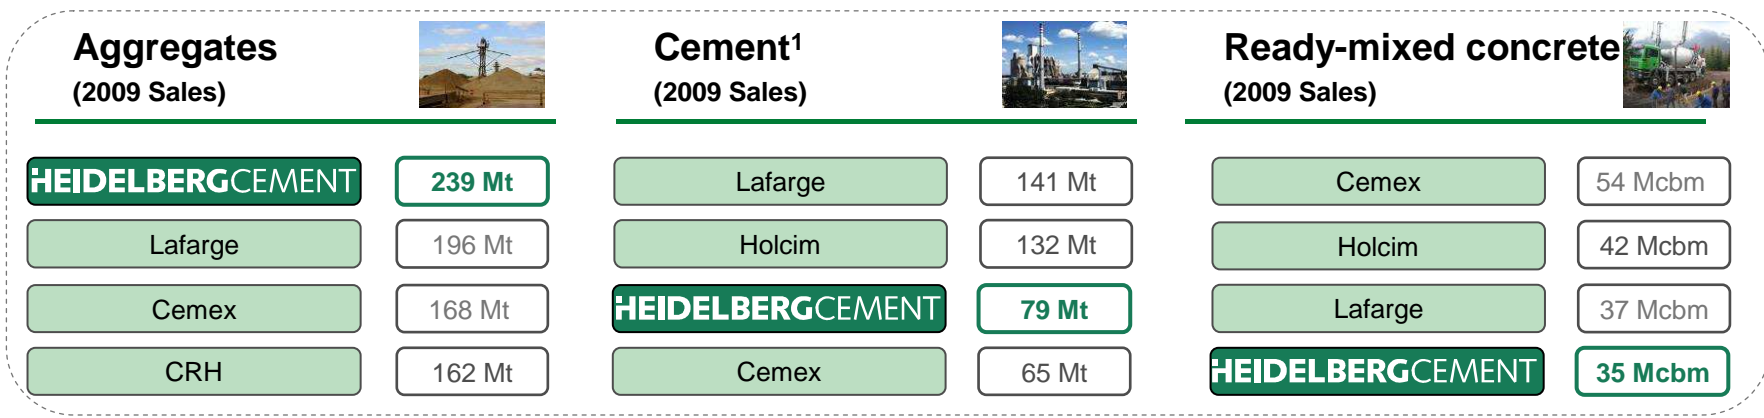 Aggregates
(2009 Sales)
HEIDELBERGCEMENT 239 Mt
Lafarge 196 Mt
Cemex 168 Mt
CRH 162 Mt
Cement¹
(2009 Sales)
Lafarge 141 Mt
Holcim 132 Mt
HEIDELBERGCEMENT 79 Mt
Cemex 65 Mt
Ready-mixed concrete
(2009 Sales)
Cemex 54 Mcbm
Holcim 42 Mcbm
Lafarge 37 Mcbm
HEIDELBERGCEMENT 35 Mcbm